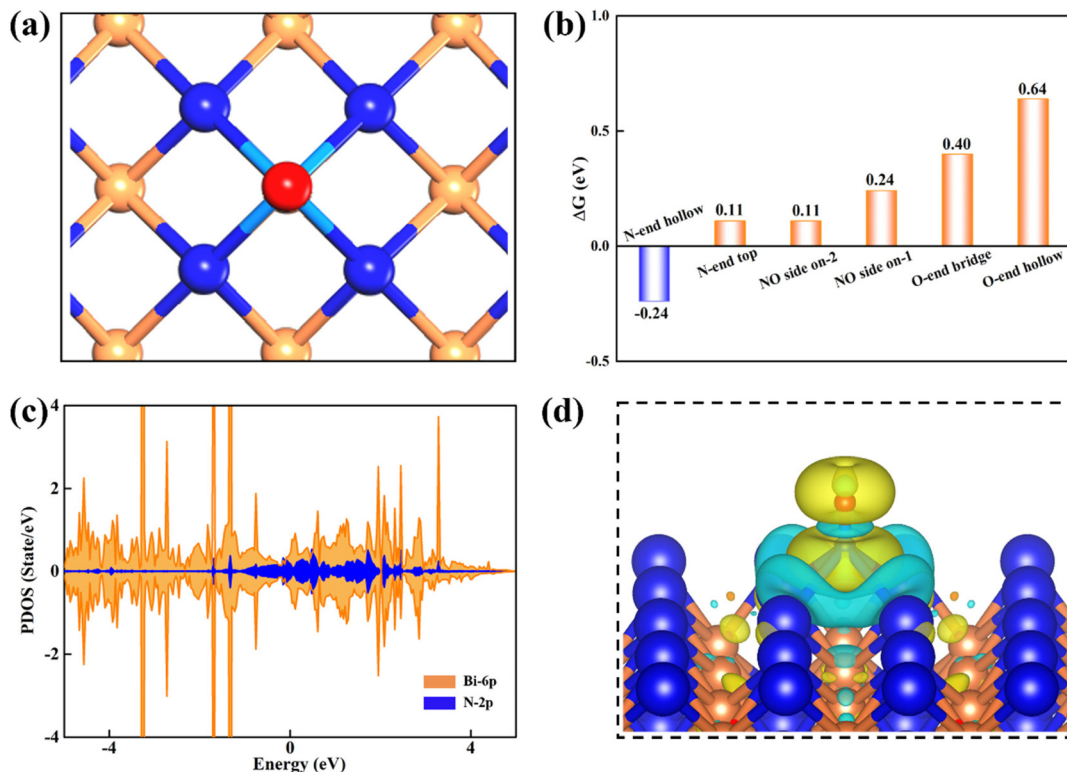 (a)
(b)
1.0
0.5
0.0
-0.5
ΔG (eV)
N-end hollow
-0.24
0.11
N-end top
0.11
NO side on-2
0.24
NO side on-1
0.40
O-end bridge
0.64
O-end hollow
(c)
4
2
0
-2
-4
PDOS (State/eV)
Bi-6p
N-2p
-4
0
4
Energy (eV)
(d)